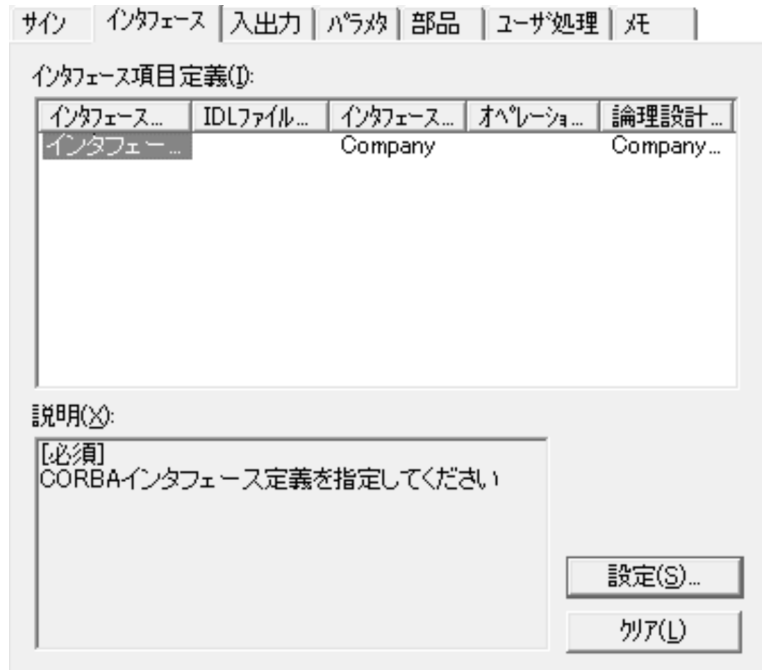 サイン インタフェース 入出力 パラメタ 部品 ユーザ処理 メモ
インタフェース項目定義(I):
インタフェース... IDLファイル... インタフェース... オペレーショ... 論理設計...
インタフェー... Company Company...
説明(X):
[必須]
CORBAインタフェース定義を指定してください
設定(S)...
クリア(L)